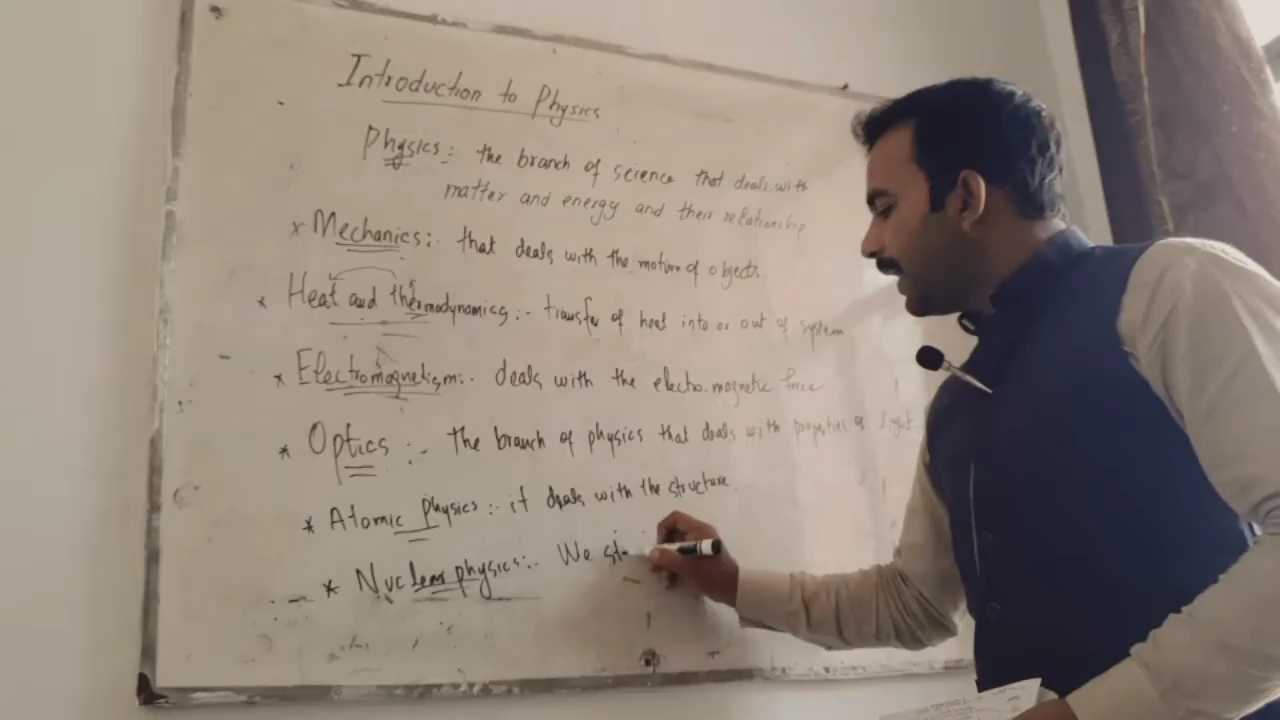 Introduction to Physics
Physics:- the branch of science that deals with
matter and energy and their relationship
* Mechanics:- that deals with the motion of objects.
* Heat and thermodynamics:- transfer of heat into or out of system
* Electromagnetism:- deals with the electro-magnetic force
* Optics:- The branch of physics that deals with properties of light
* Atomic physics:- it deals with the structure.
* Nuclear physics:- We st